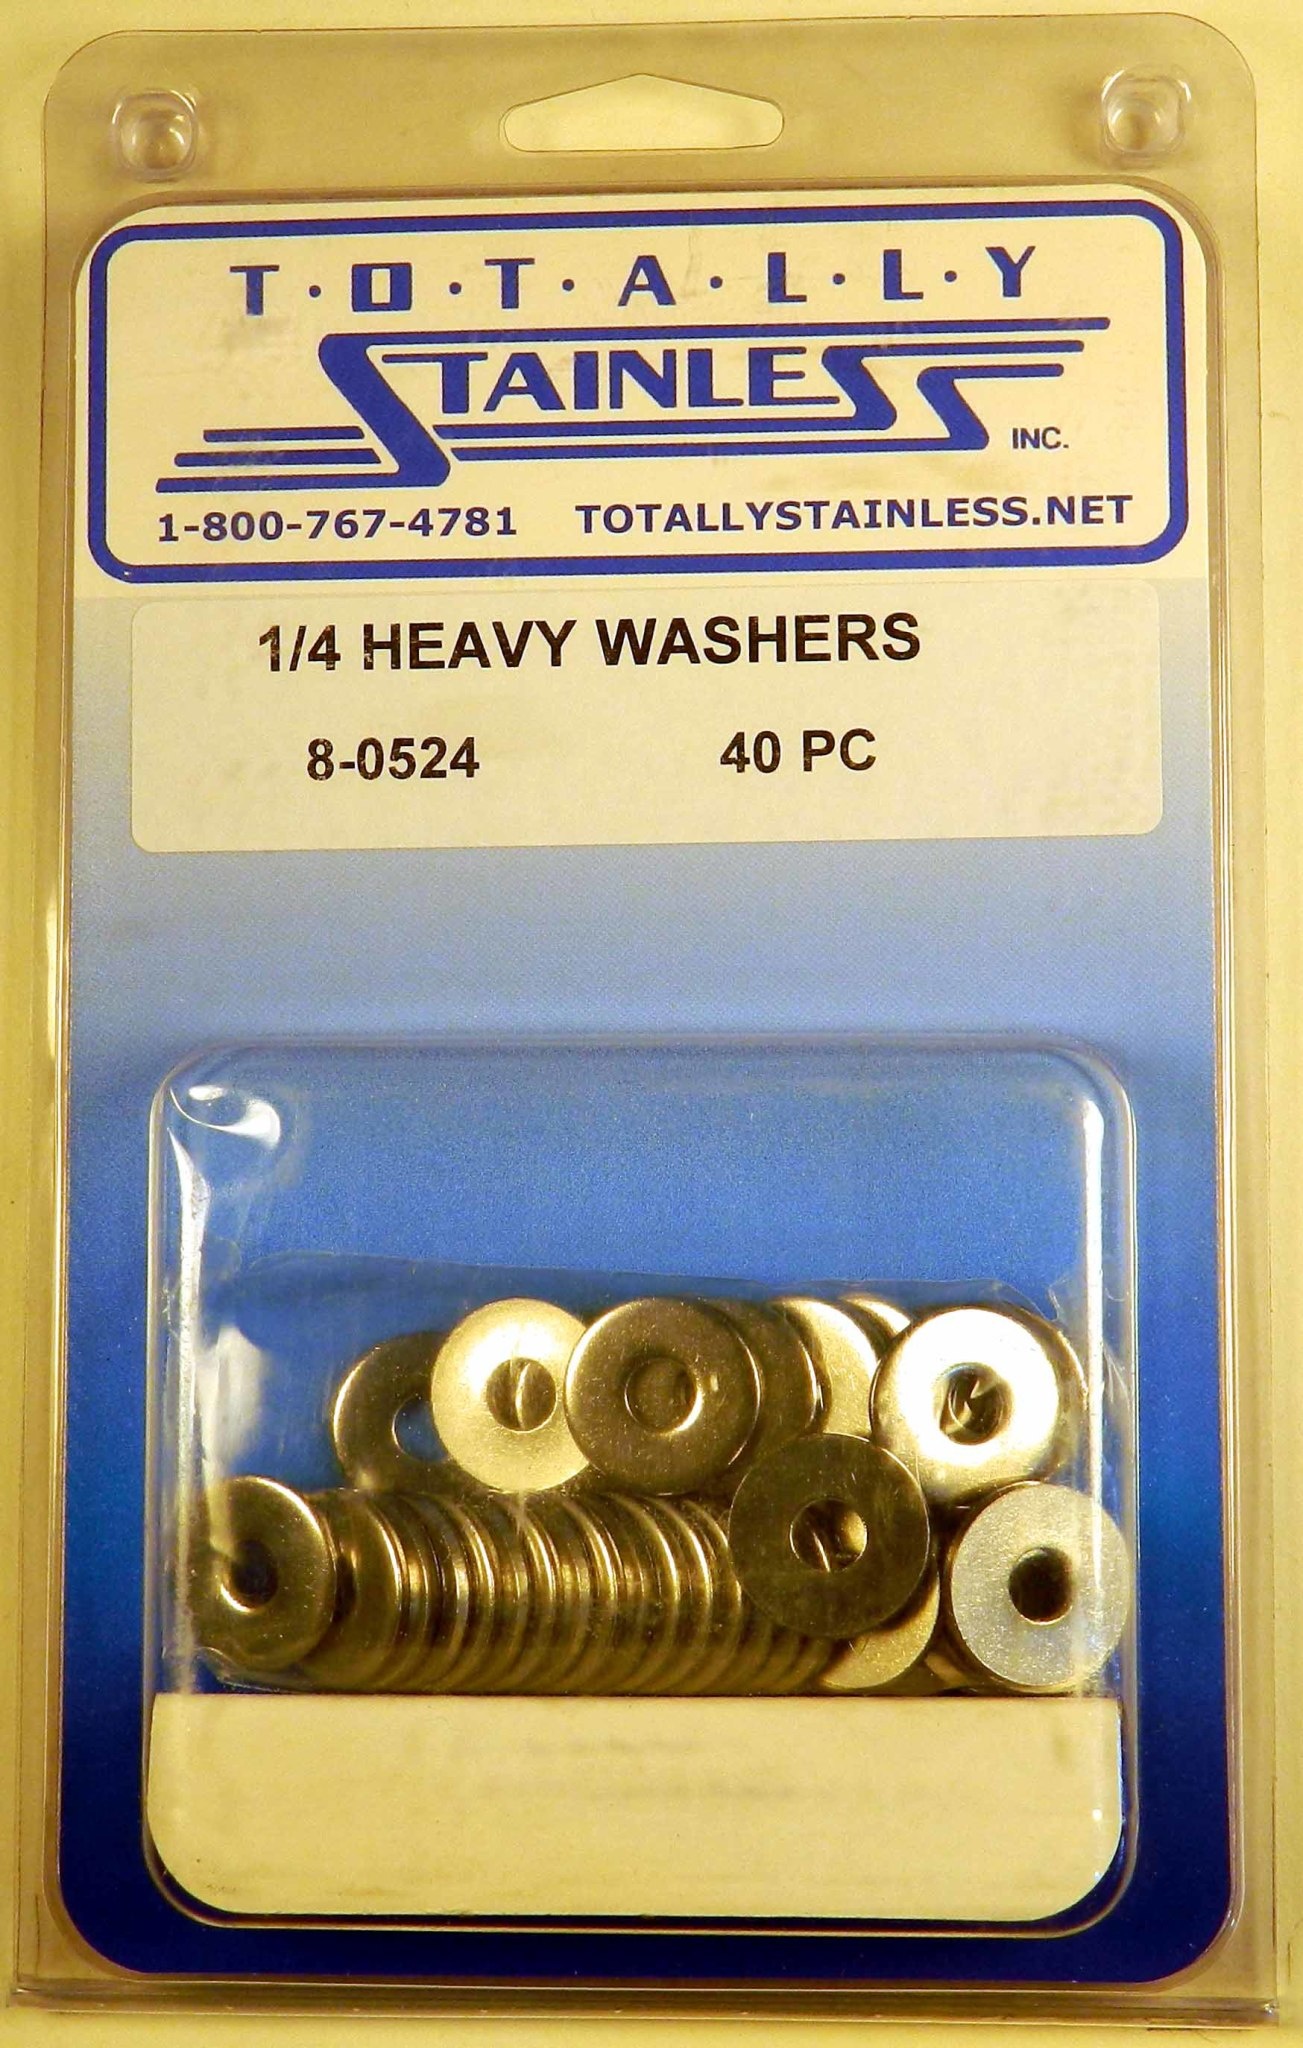 T·O·T·A·L·L·Y
STAINLESS
INC.
1-800-767-4781 TOTALLYSTAINLESS.NET
1/4 HEAVY WASHERS
8-0524 40 PC